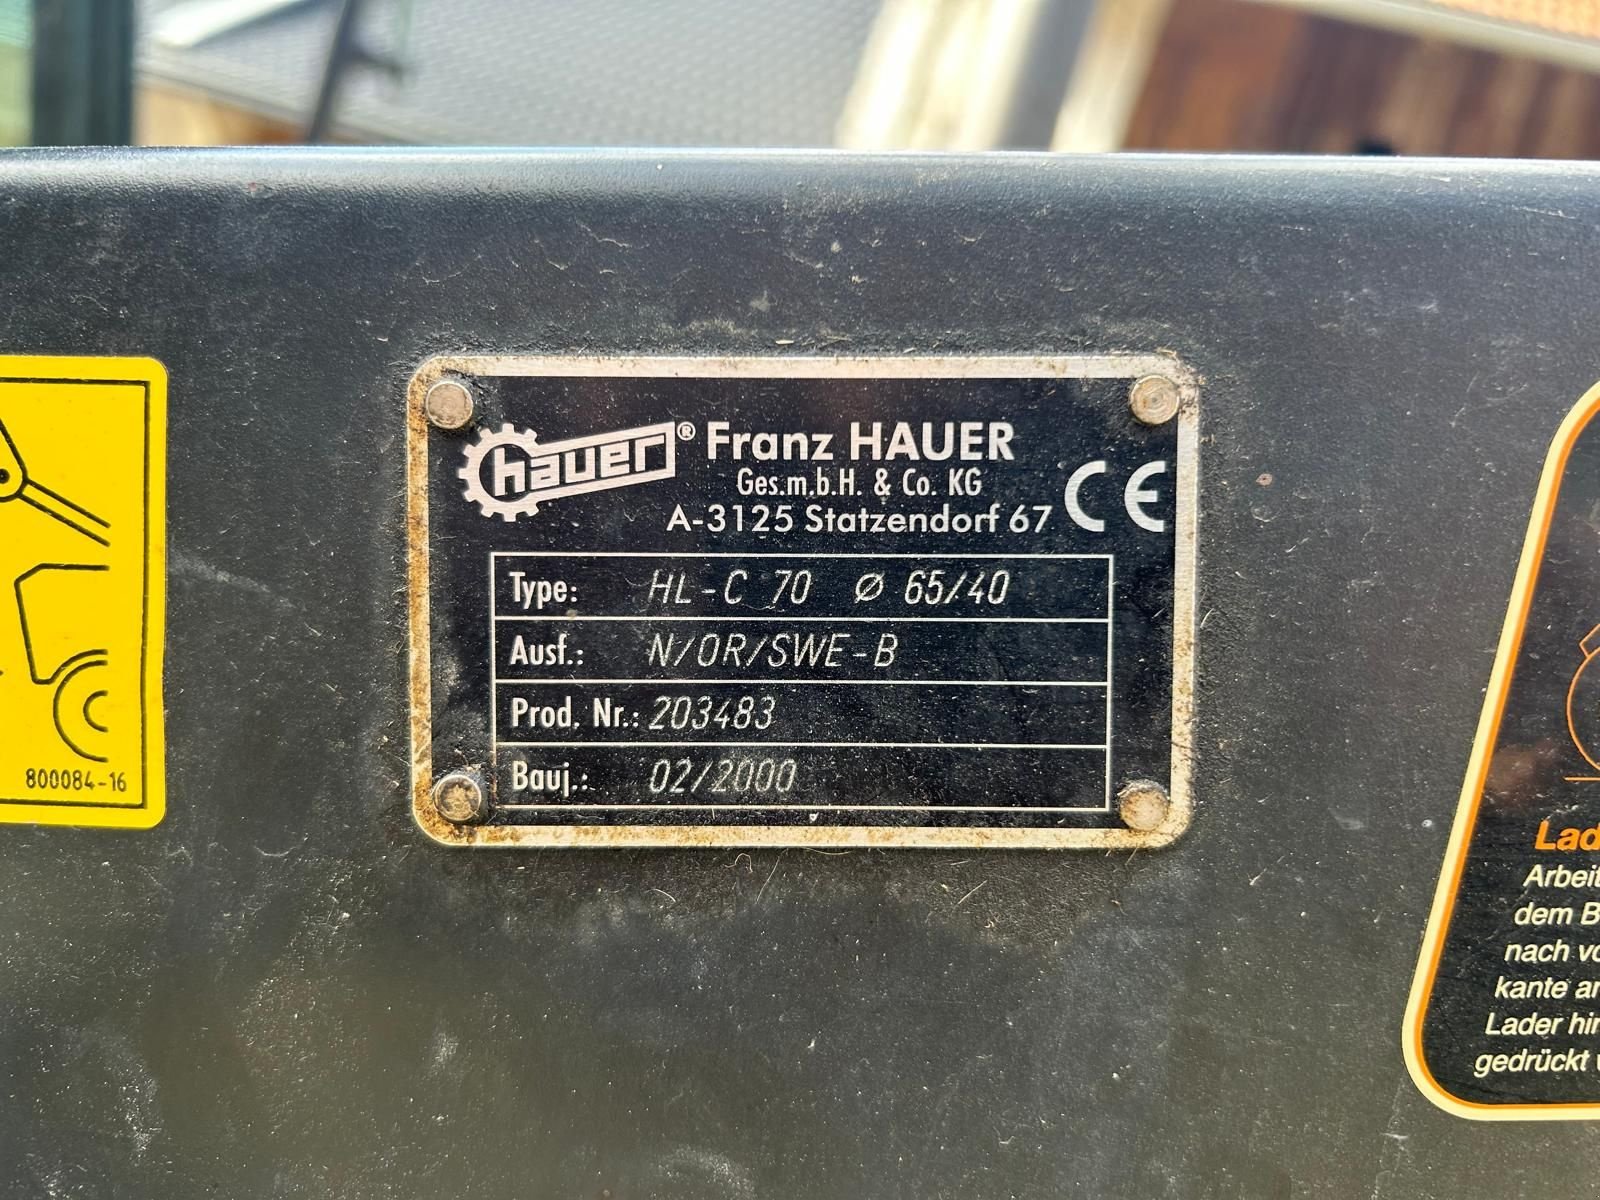 hauer® Franz HAUER
Ges.m.b.H. & Co. KG
A-3125 Statzendorf 67
CE
Type: HL-C 70 ø 65/40
Ausf.: N/OR/SWE-B
Prod. Nr.: 203483
Bauj.: 02/2000
800084-16
Lad
Arbeit
dem B
nach vo
kante an
Lader hin
gedrückt